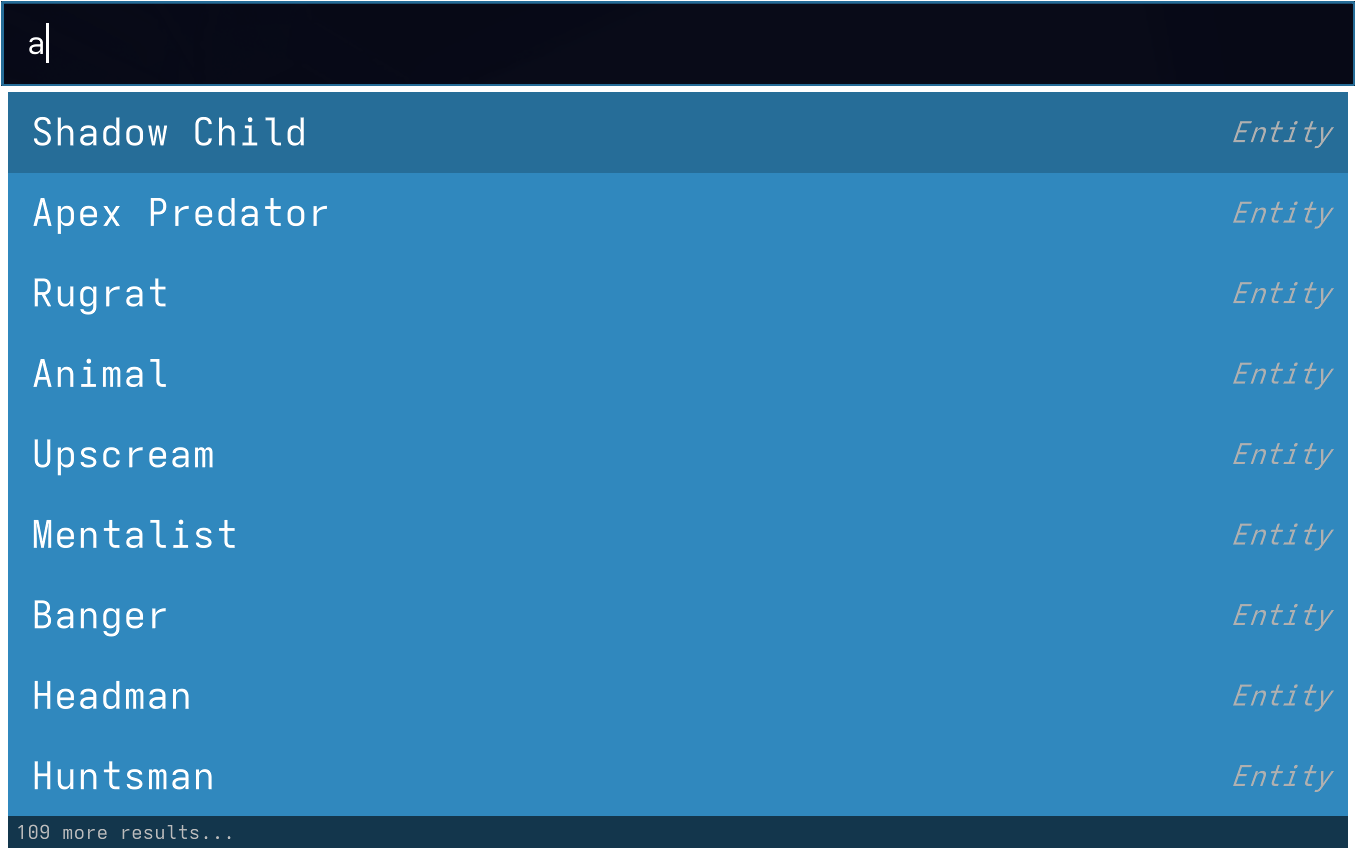 a
Shadow Child Entity
Apex Predator Entity
Rugrat Entity
Animal Entity
Upscream Entity
Mentalist Entity
Banger Entity
Headman Entity
Huntsman Entity
109 more results...